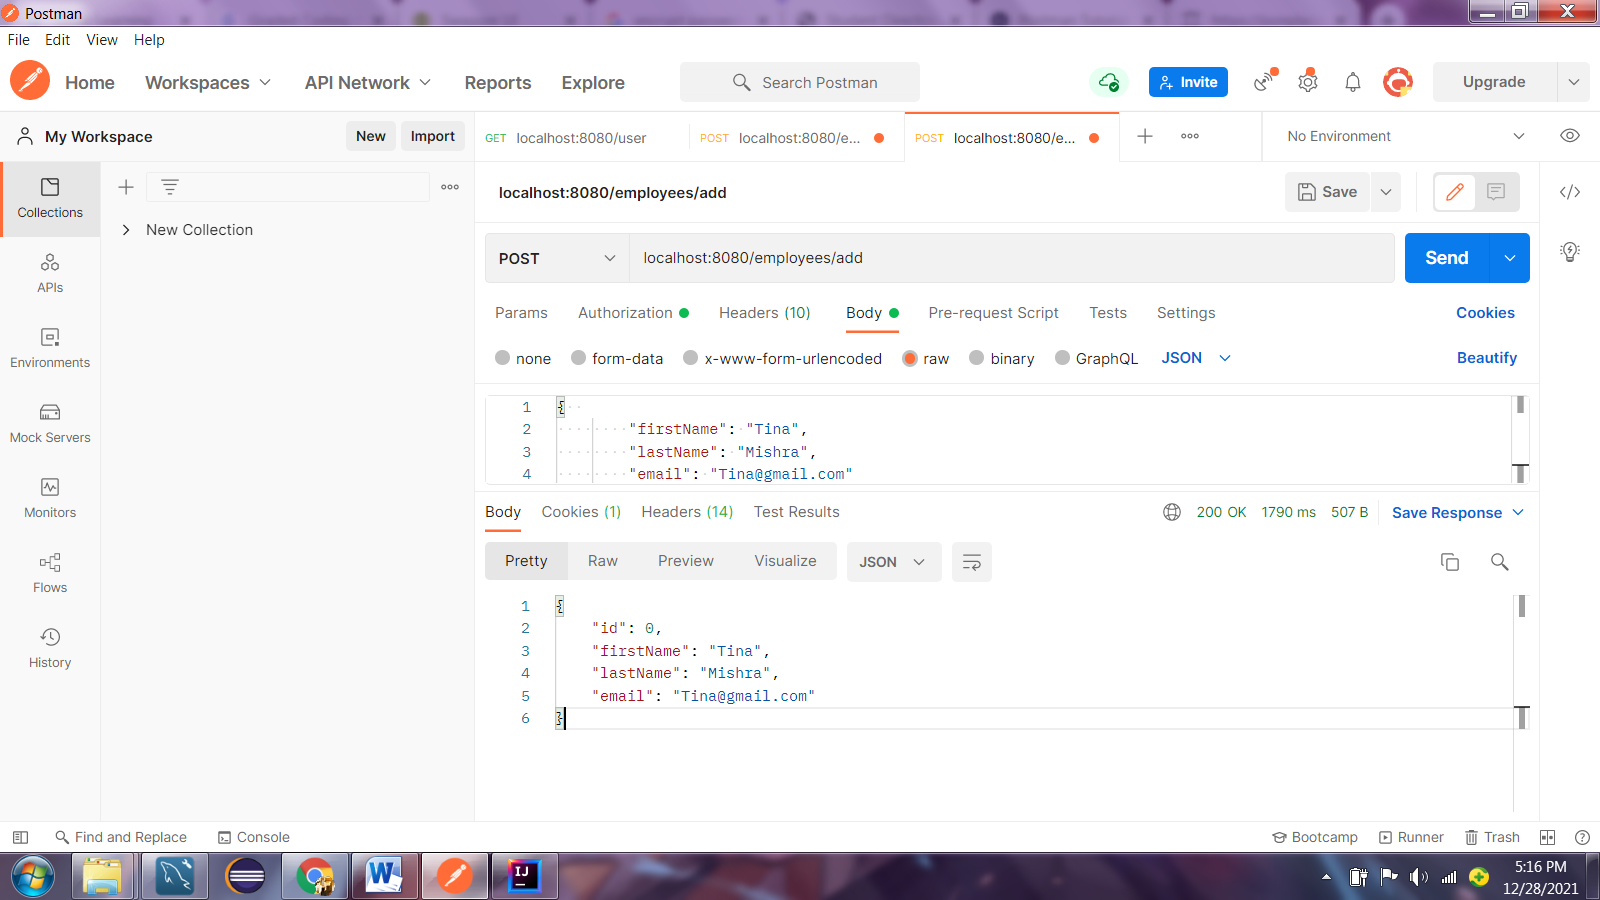 Postman
File Edit View Help
Home Workspaces API Network Reports Explore Search Postman Invite Upgrade
My Workspace New Import GET localhost:8080/user POST localhost:8080/e... POST localhost:8080/e... No Environment
Collections
APIs
Environments
Mock Servers
Monitors
Flows
History
New Collection
localhost:8080/employees/add Save
POST localhost:8080/employees/add Send
Params Authorization Headers (10) Body Pre-request Script Tests Settings Cookies
none form-data x-www-form-urlencoded raw binary GraphQL JSON Beautify
1 {
2 "firstName": "Tina",
3 "lastName": "Mishra",
4 "email": "Tina@gmail.com"
Body Cookies (1) Headers (14) Test Results 200 OK 1790 ms 507 B Save Response
Pretty Raw Preview Visualize JSON
1 {
2 "id": 0,
3 "firstName": "Tina",
4 "lastName": "Mishra",
5 "email": "Tina@gmail.com"
6 }
Find and Replace Console Bootcamp Runner Trash
W IJ 5:16 PM
12/28/2021